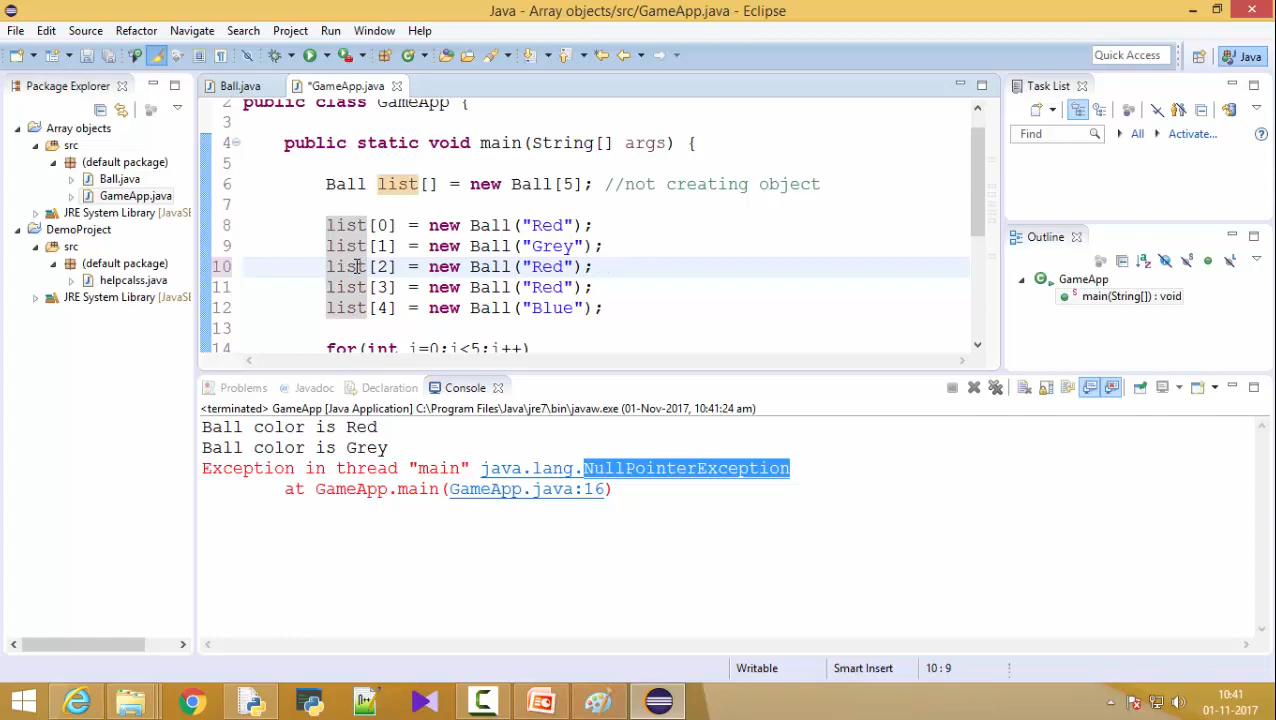 Java - Array objects/src/GameApp.java - Eclipse
File Edit Source Refactor Navigate Search Project Run Window Help
Quick Access Java
Package Explorer
Array objects
src
(default package)
Ball.java
GameApp.java
JRE System Library [JavaSE
DemoProject
src
(default package)
helpcalss.java
JRE System Library [JavaSE
Ball.java *GameApp.java
2 public class GameApp {
3
4 public static void main(String[] args) {
5
6 Ball list[] = new Ball[5]; //not creating object
7
8 list[0] = new Ball("Red");
9 list[1] = new Ball("Grey");
10 list[2] = new Ball("Red");
11 list[3] = new Ball("Red");
12 list[4] = new Ball("Blue");
13
14 for(int i=0;i<5;i++)
Task List
Find All Activate...
Outline
GameApp
main(String[]) : void
Problems Javadoc Declaration Console
<terminated> GameApp [Java Application] C:\Program Files\Java\jre7\bin\javaw.exe (01-Nov-2017, 10:41:24 am)
Ball color is Red
Ball color is Grey
Exception in thread "main" java.lang.NullPointerException
at GameApp.main(GameApp.java:16)
Writable Smart Insert 10 : 9
10:41
01-11-2017